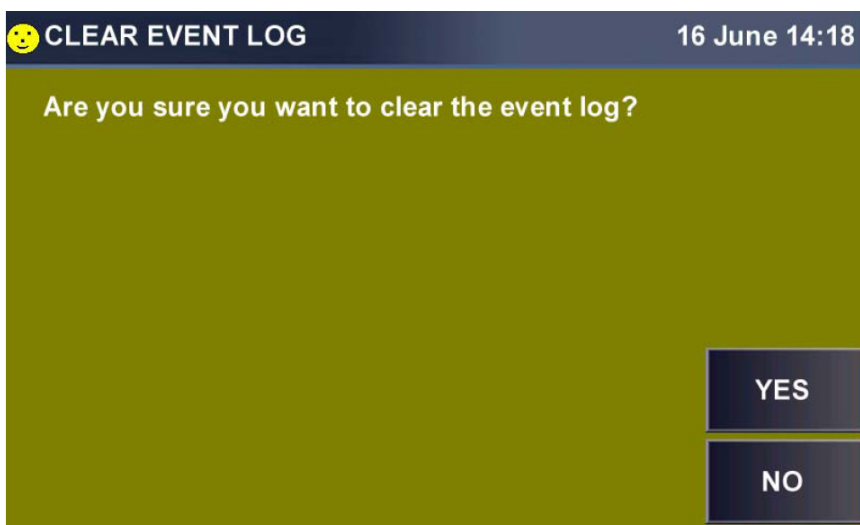 CLEAR EVENT LOG 16 June 14:18
Are you sure you want to clear the event log?
YES
NO